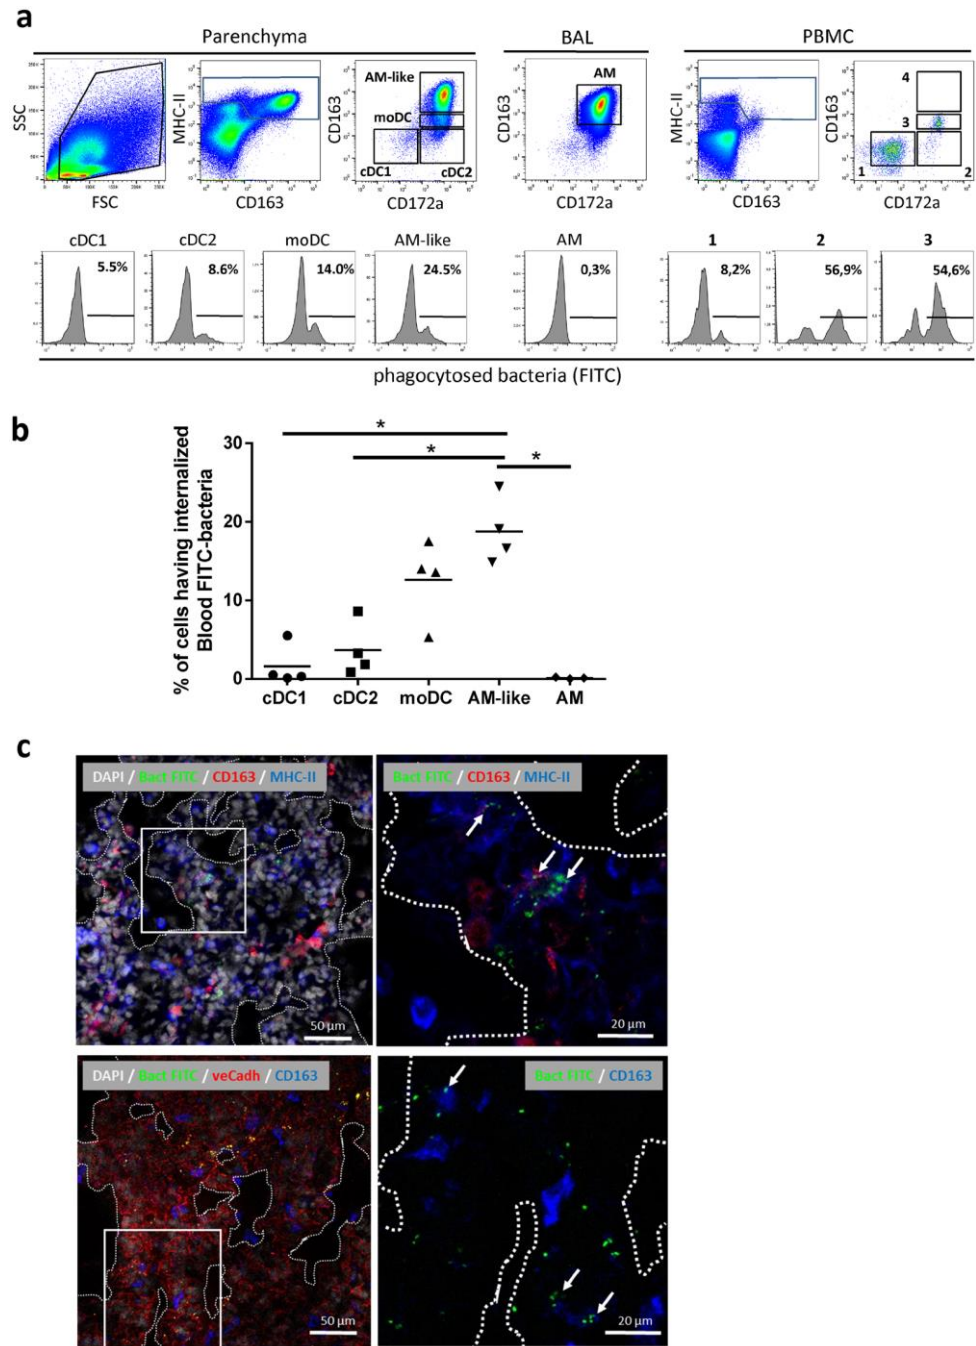 a
Parenchyma
BAL
PBMC
SSC
FSC
MHC-II
CD163
CD163
AM-like
moDC
cDC1
cDC2
CD172a
CD163
AM
CD172a
MHC-II
CD163
CD163
4
3
1
2
CD172a
cDC1
cDC2
moDC
AM-like
AM
1
2
3
5.5%
8.6%
14.0%
24.5%
0,3%
8,2%
56,9%
54,6%
phagocytosed bacteria (FITC)
b
% of cells having internalized
Blood FITC-bacteria
30
20
10
0
*
*
*
cDC1
cDC2
moDC
AM-like
AM
c
DAPI / Bact FITC / CD163 / MHC-II
50 µm
Bact FITC / CD163 / MHC-II
20 µm
DAPI / Bact FITC / veCadh / CD163
50 µm
Bact FITC / CD163
20 µm